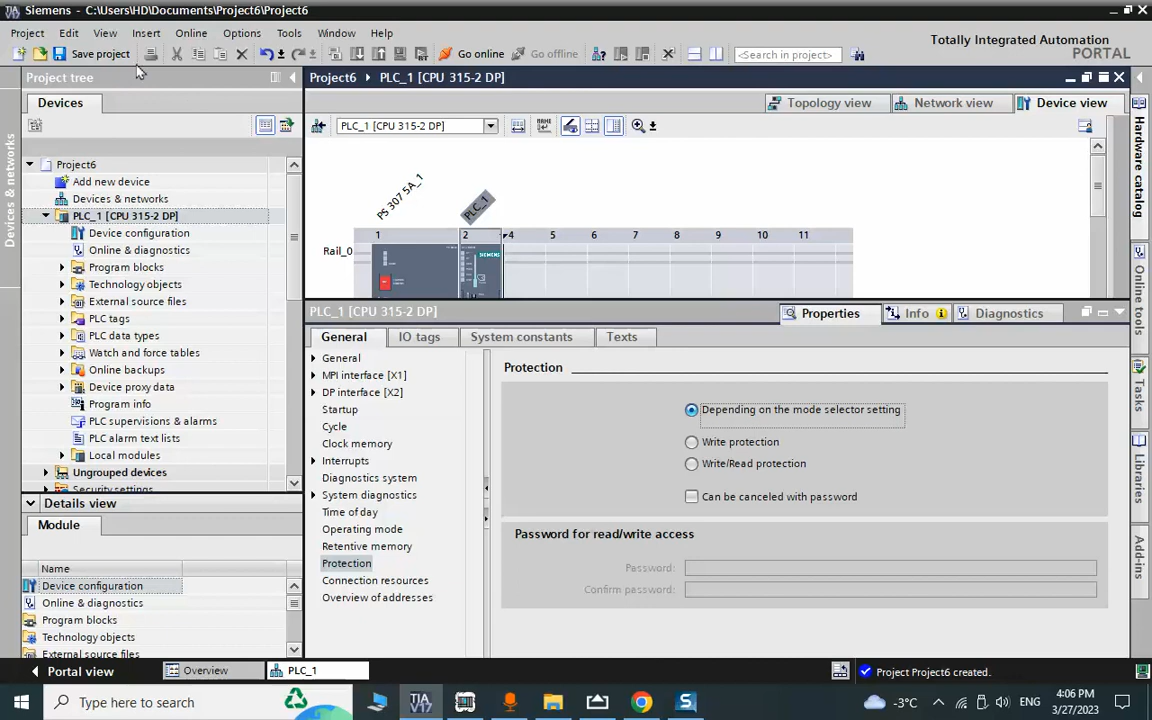 Siemens - C:\Users\HD\Documents\Project6\Project6
Project Edit View Insert Online Options Tools Window Help
Totally Integrated Automation
PORTAL
Save project
Go online
Go offline
<Search in project>
Project tree
Project6 PLC_1 [CPU 315-2 DP]
Devices
Topology view
Network view
Device view
PLC_1 [CPU 315-2 DP]
Devices & networks
Project6
Add new device
Devices & networks
PLC_1 [CPU 315-2 DP]
Device configuration
Online & diagnostics
Program blocks
Technology objects
External source files
PLC tags
PLC data types
Watch and force tables
Online backups
Device proxy data
Program info
PLC supervisions & alarms
PLC alarm text lists
Local modules
Ungrouped devices
Security settings
PS 307 5A_1
PLC_1
1 2 4 5 6 7 8 9 10 11
Rail_0
SIEMENS
PLC_1 [CPU 315-2 DP]
Properties
Info
Diagnostics
General
IO tags
System constants
Texts
General
MPI interface [X1]
DP interface [X2]
Startup
Cycle
Clock memory
Interrupts
Diagnostics system
System diagnostics
Time of day
Operating mode
Retentive memory
Protection
Connection resources
Overview of addresses
Protection
Depending on the mode selector setting
Write protection
Write/Read protection
Can be canceled with password
Password for read/write access
Password:
Confirm password:
Details view
Module
Name
Device configuration
Online & diagnostics
Program blocks
Technology objects
External source files
Hardware catalog
Online tools
Tasks
Libraries
Add-ins
Portal view
Overview
PLC_1
Project Project6 created.
Type here to search
-3°C
ENG
4:06 PM
3/27/2023